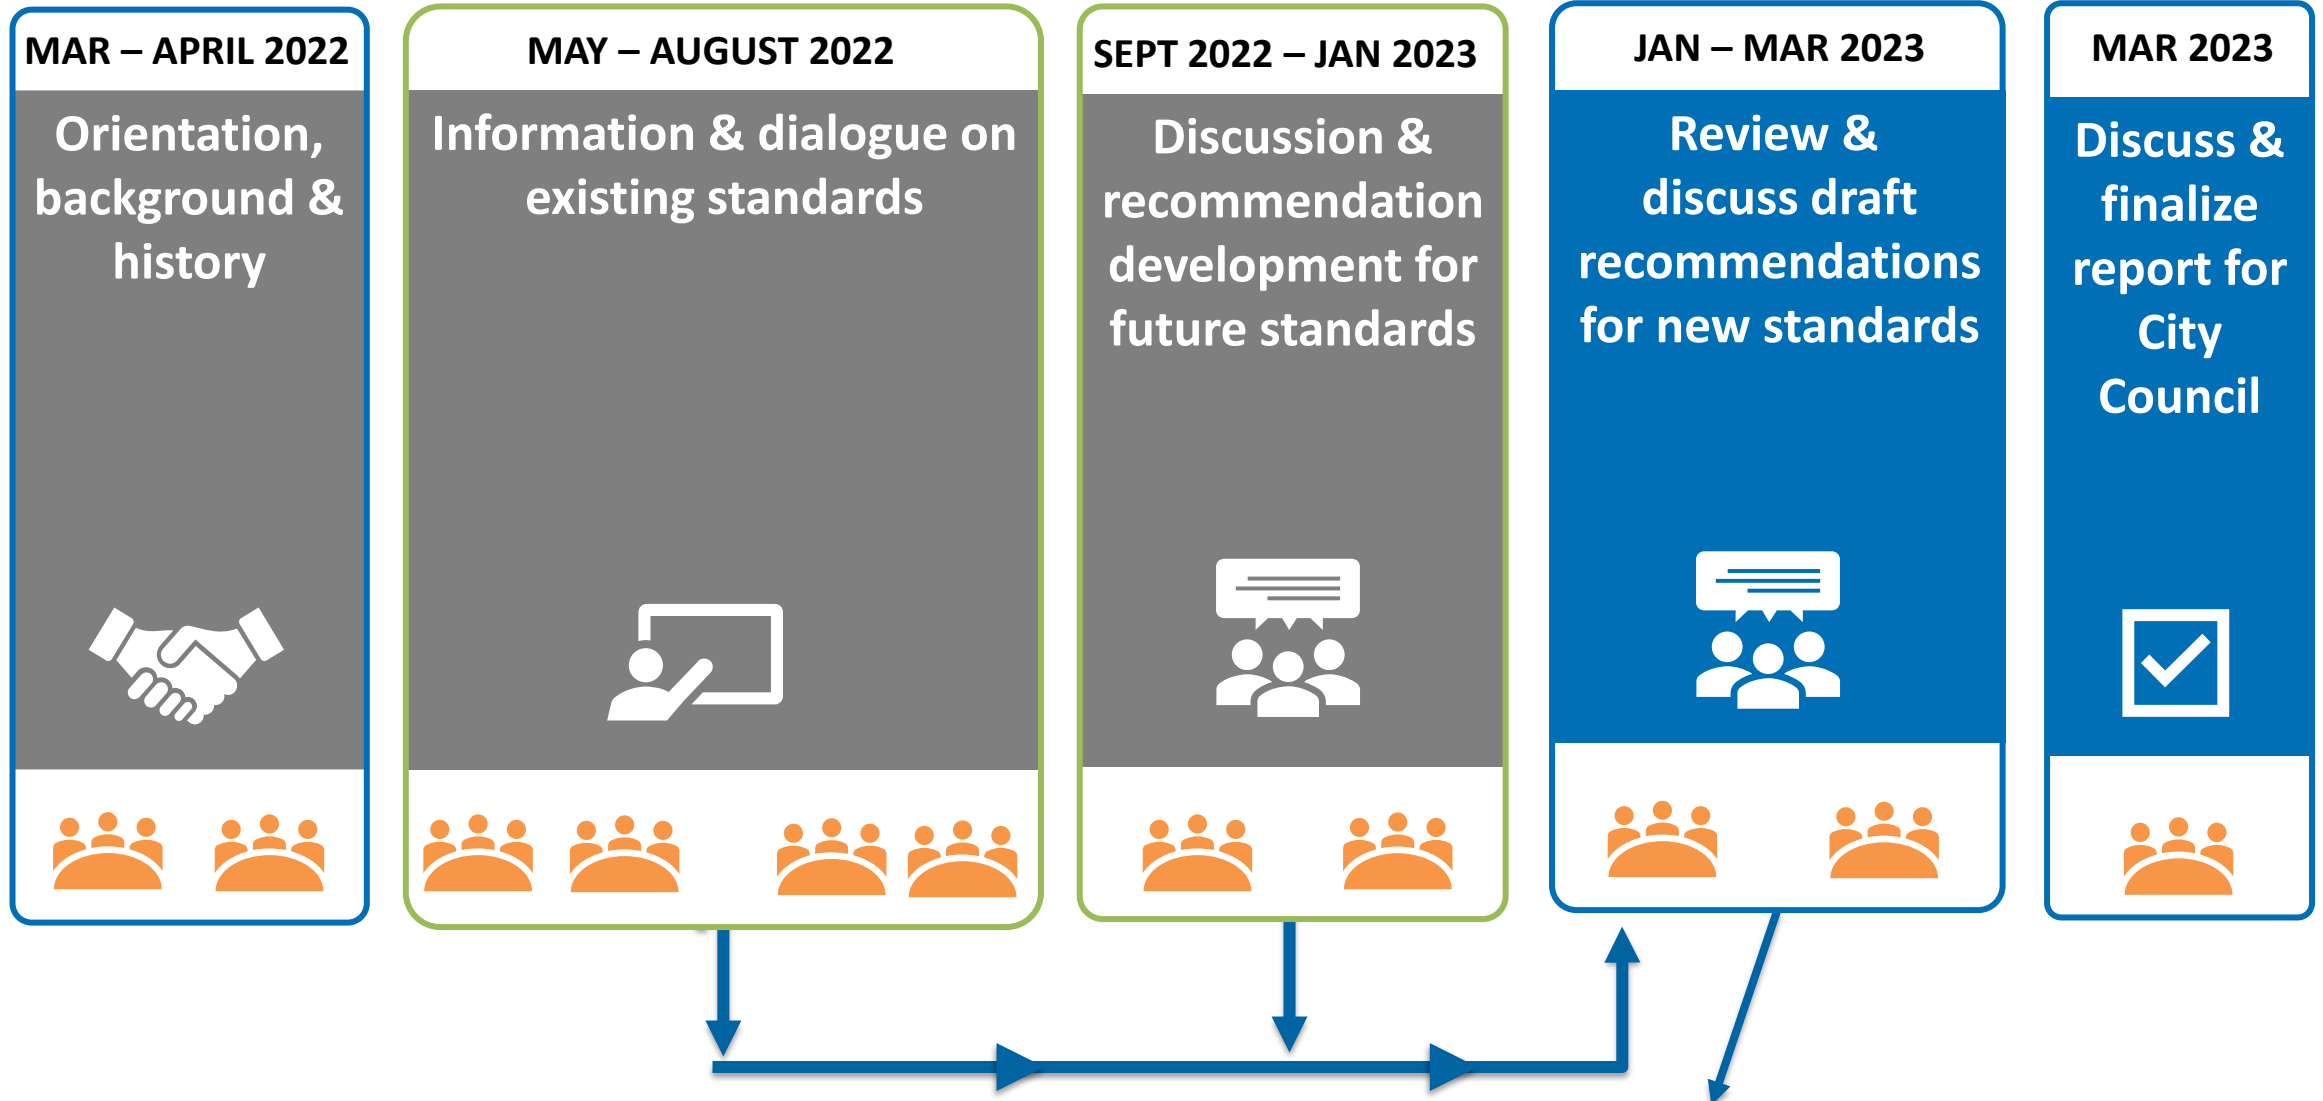 MAR – APRIL 2022
Orientation,
background &
history
MAY – AUGUST 2022
Information & dialogue on
existing standards
SEPT 2022 – JAN 2023
Discussion &
recommendation
development for
future standards
JAN – MAR 2023
Review &
discuss draft
recommendations
for new standards
MAR 2023
Discuss &
finalize
report for
City
Council